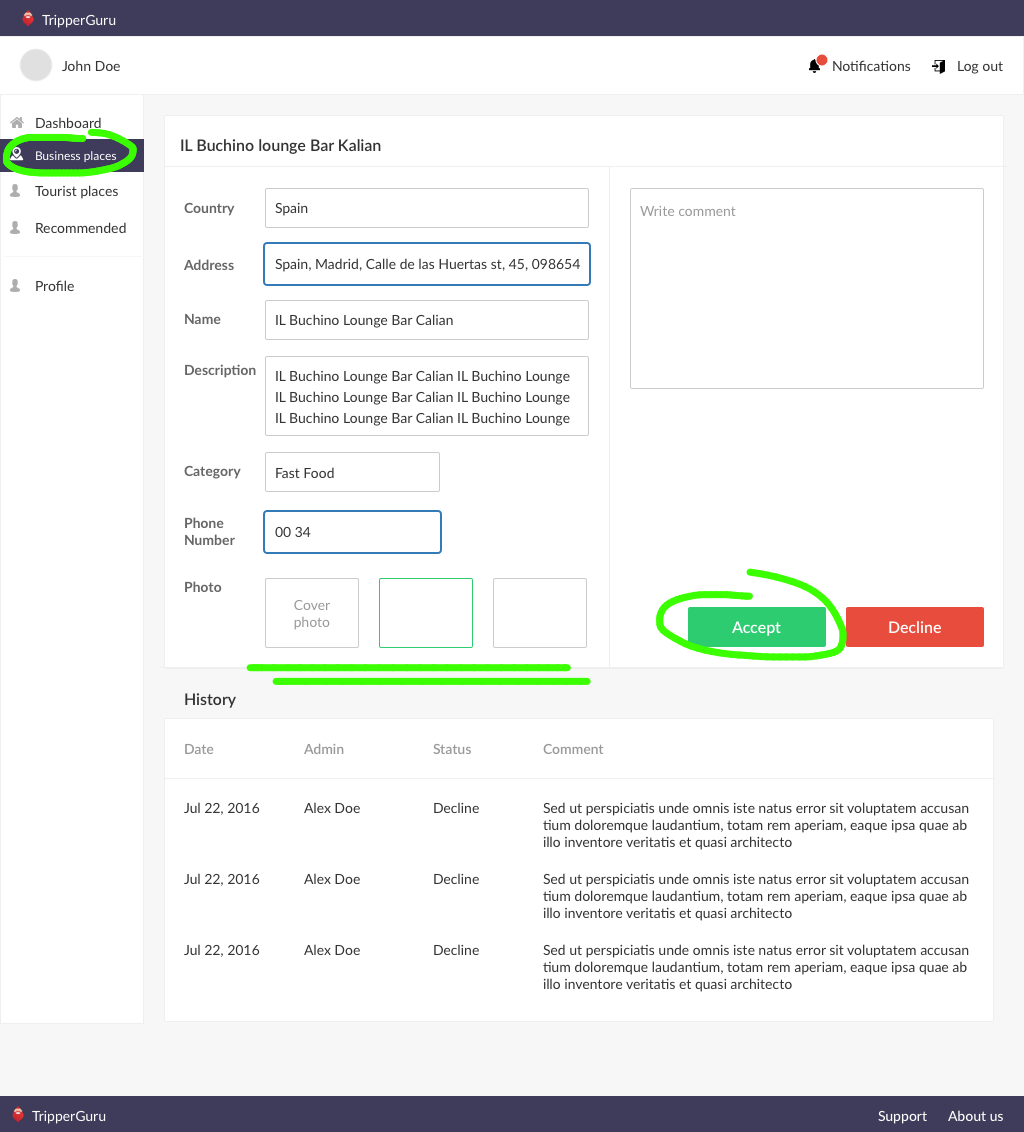 TripperGuru
John Doe
Notifications
Log out
Dashboard
Business places
Tourist places
Recommended
Profile
IL Buchino lounge Bar Kalian
Country
Spain
Address
Spain, Madrid, Calle de las Huertas st, 45, 098654
Name
IL Buchino Lounge Bar Calian
Description
IL Buchino Lounge Bar Calian IL Buchino Lounge
IL Buchino Lounge Bar Calian IL Buchino Lounge
IL Buchino Lounge Bar Calian IL Buchino Lounge
Category
Fast Food
Phone
Number
00 34
Photo
Cover
photo
Write comment
Accept
Decline
History
Date Admin Status Comment
Jul 22, 2016 Alex Doe Decline Sed ut perspiciatis unde omnis iste natus error sit voluptatem accusan
tium doloremque laudantium, totam rem aperiam, eaque ipsa quae ab
illo inventore veritatis et quasi architecto
Jul 22, 2016 Alex Doe Decline Sed ut perspiciatis unde omnis iste natus error sit voluptatem accusan
tium doloremque laudantium, totam rem aperiam, eaque ipsa quae ab
illo inventore veritatis et quasi architecto
Jul 22, 2016 Alex Doe Decline Sed ut perspiciatis unde omnis iste natus error sit voluptatem accusan
tium doloremque laudantium, totam rem aperiam, eaque ipsa quae ab
illo inventore veritatis et quasi architecto
TripperGuru
Support
About us